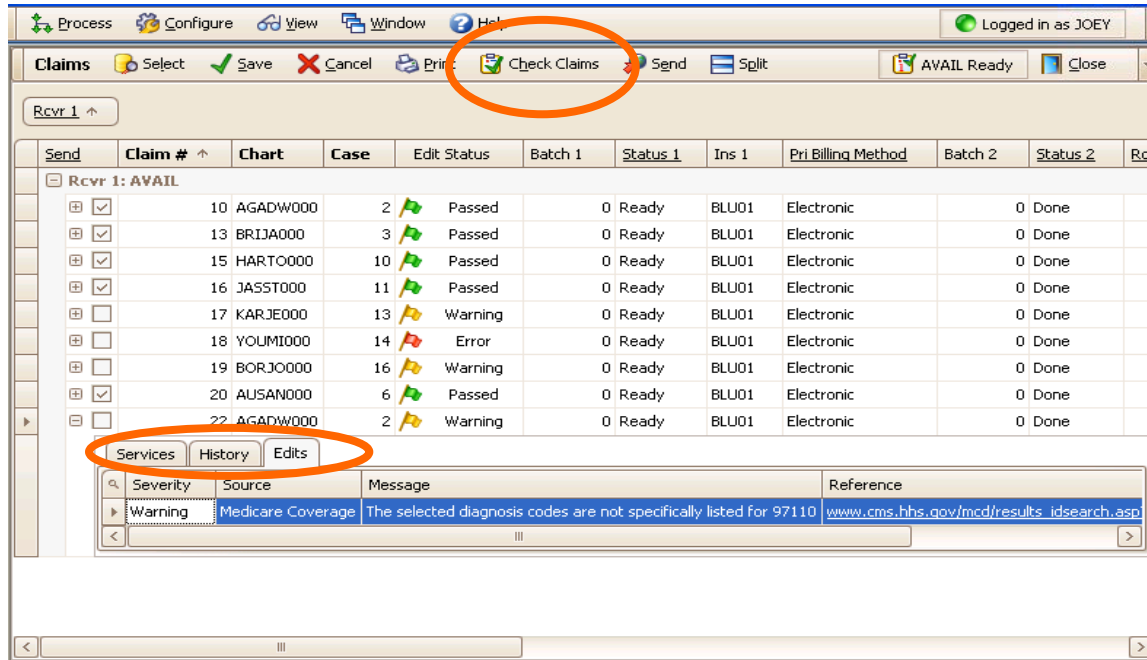 Process Configure View Window Help Logged in as JOEY
Claims Select Save Cancel Print Check Claims Send Split AVAIL Ready Close
Rcvr 1
Send Claim # Chart Case Edit Status Batch 1 Status 1 Ins 1 Pri Billing Method Batch 2 Status 2
Rcvr 1: AVAIL
10 AGADW000 2 Passed 0 Ready BLU01 Electronic 0 Done
13 BRIJA000 3 Passed 0 Ready BLU01 Electronic 0 Done
15 HARTO000 10 Passed 0 Ready BLU01 Electronic 0 Done
16 JASST000 11 Passed 0 Ready BLU01 Electronic 0 Done
17 KARJE000 13 Warning 0 Ready BLU01 Electronic 0 Done
18 YOUMI000 14 Error 0 Ready BLU01 Electronic 0 Done
19 BORJO000 16 Warning 0 Ready BLU01 Electronic 0 Done
20 AUSAN000 6 Passed 0 Ready BLU01 Electronic 0 Done
22 AGADW000 2 Warning 0 Ready BLU01 Electronic 0 Done
Services History Edits
Severity Source Message Reference
Warning Medicare Coverage The selected diagnosis codes are not specifically listed for 97110 www.cms.hhs.gov/mcd/results_idsearch.asp